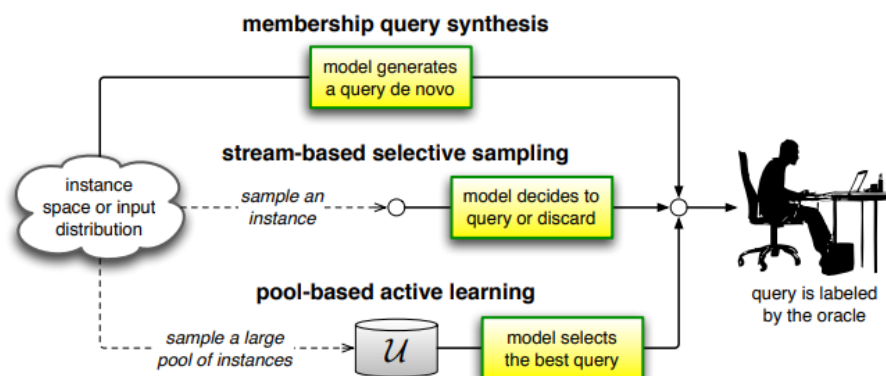 membership query synthesis
model generates
a query de novo
stream-based selective sampling
instance
space or input
distribution
sample an
instance
model decides to
query or discard
pool-based active learning
sample a large
pool of instances
U
model selects
the best query
query is labeled
by the oracle